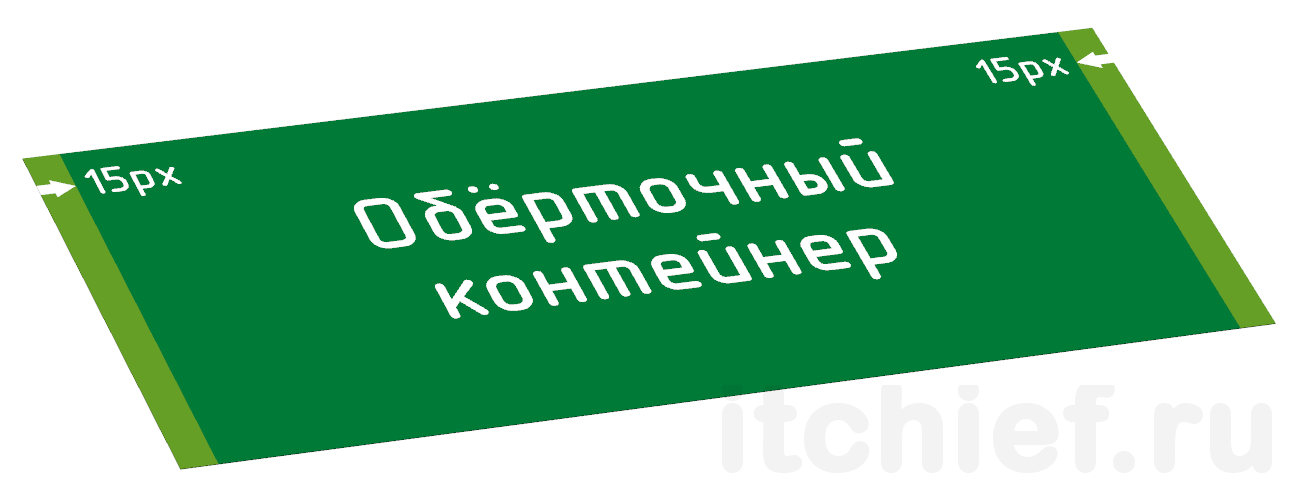 15px
15px
Обёрточный
контейнер
itchief.ru